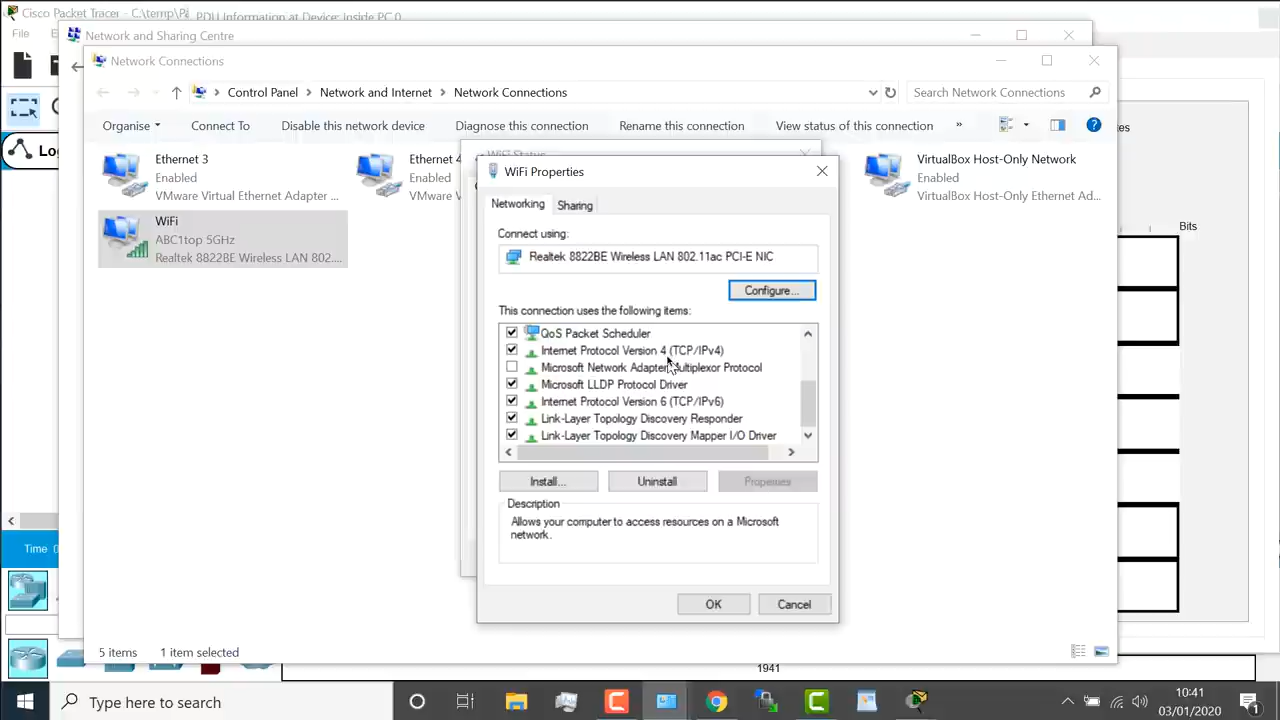 Cisco Packet Tracer - C:\temp\Pa
PDU Information at Device: Inside PC 0
File
Network and Sharing Centre
Network Connections
Control Panel
Network and Internet
Network Connections
Search Network Connections
Organise
Connect To
Disable this network device
Diagnose this connection
Rename this connection
View status of this connection
»
Ethernet 3
Enabled
VMware Virtual Ethernet Adapter ...
Ethernet 4
Enabled
VMware V
VirtualBox Host-Only Network
Enabled
VirtualBox Host-Only Ethernet Ad...
WiFi
ABC1top 5GHz
Realtek 8822BE Wireless LAN 802....
WiFi Status
WiFi Properties
Networking
Sharing
Connect using:
Realtek 8822BE Wireless LAN 802.11ac PCI-E NIC
Configure...
This connection uses the following items:
QoS Packet Scheduler
Internet Protocol Version 4 (TCP/IPv4)
Microsoft Network Adapter Multiplexor Protocol
Microsoft LLDP Protocol Driver
Internet Protocol Version 6 (TCP/IPv6)
Link-Layer Topology Discovery Responder
Link-Layer Topology Discovery Mapper I/O Driver
Install...
Uninstall
Properties
Description
Allows your computer to access resources on a Microsoft
network.
OK
Cancel
Bits
Time
5 items
1 item selected
1941
Type here to search
10:41
03/01/2020
1